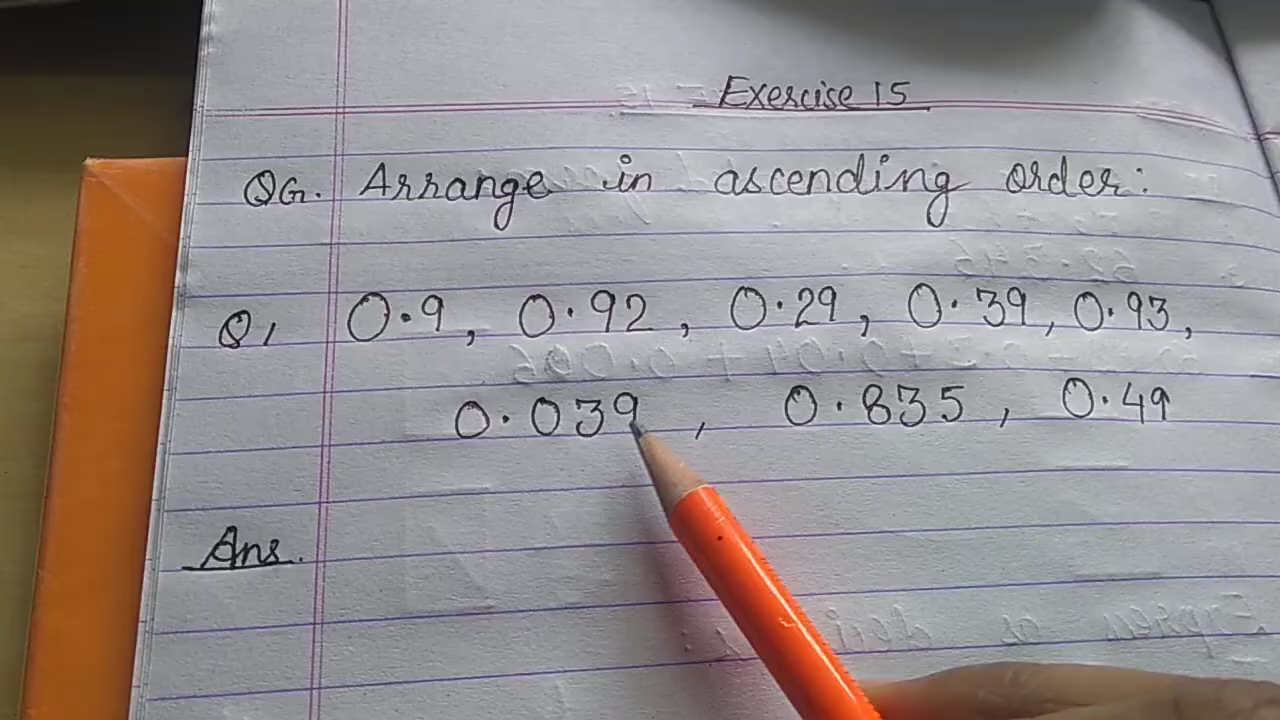 Exercise 15
QG. Arrange in ascending order:
Q1 0.9, 0.92, 0.29, 0.39, 0.93,
0.039, 0.835, 0.49
Ans.